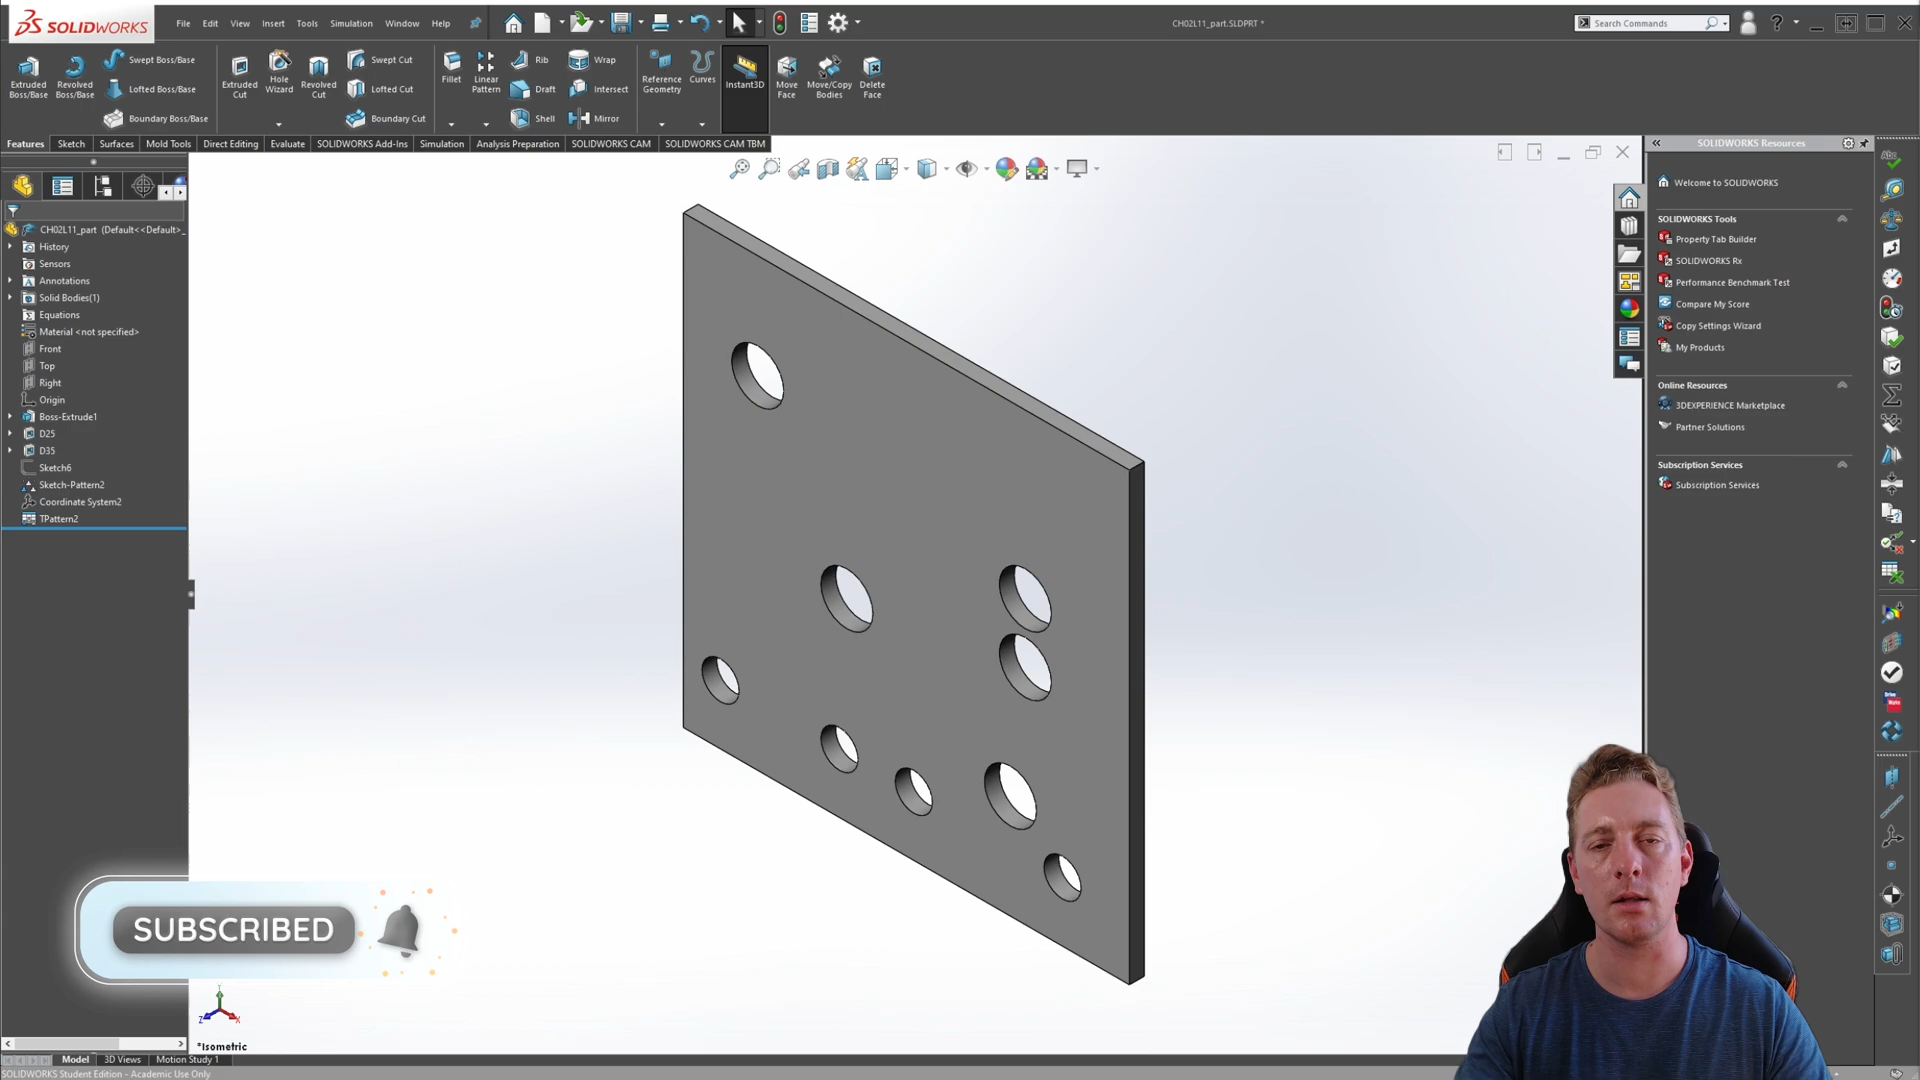 SOLIDWORKS
File Edit View Insert Tools Simulation Window Help
CH02L11_part.SLDPRT *
Search Commands
Extruded Boss/Base
Revolved Boss/Base
Swept Boss/Base
Lofted Boss/Base
Boundary Boss/Base
Extruded Cut
Hole Wizard
Revolved Cut
Swept Cut
Lofted Cut
Boundary Cut
Fillet
Linear Pattern
Rib
Draft
Shell
Wrap
Intersect
Mirror
Reference Geometry
Curves
Instant3D
Move Face
Move/Copy Bodies
Delete Face
Features Sketch Surfaces Mold Tools Direct Editing Evaluate SOLIDWORKS Add-Ins Simulation Analysis Preparation SOLIDWORKS CAM SOLIDWORKS CAM TBM
CH02L11_part (Default<<Default>_
History
Sensors
Annotations
Solid Bodies(1)
Equations
Material <not specified>
Front
Top
Right
Origin
Boss-Extrude1
D25
D35
Sketch6
Sketch-Pattern2
Coordinate System2
TPattern2
SOLIDWORKS Resources
Welcome to SOLIDWORKS
SOLIDWORKS Tools
Property Tab Builder
SOLIDWORKS Rx
Performance Benchmark Test
Compare My Score
Copy Settings Wizard
My Products
Online Resources
3DEXPERIENCE Marketplace
Partner Solutions
Subscription Services
Subscription Services
SUBSCRIBED
Y
Z
X
*Isometric
Model 3D Views Motion Study 1
SOLIDWORKS Student Edition - Academic Use Only